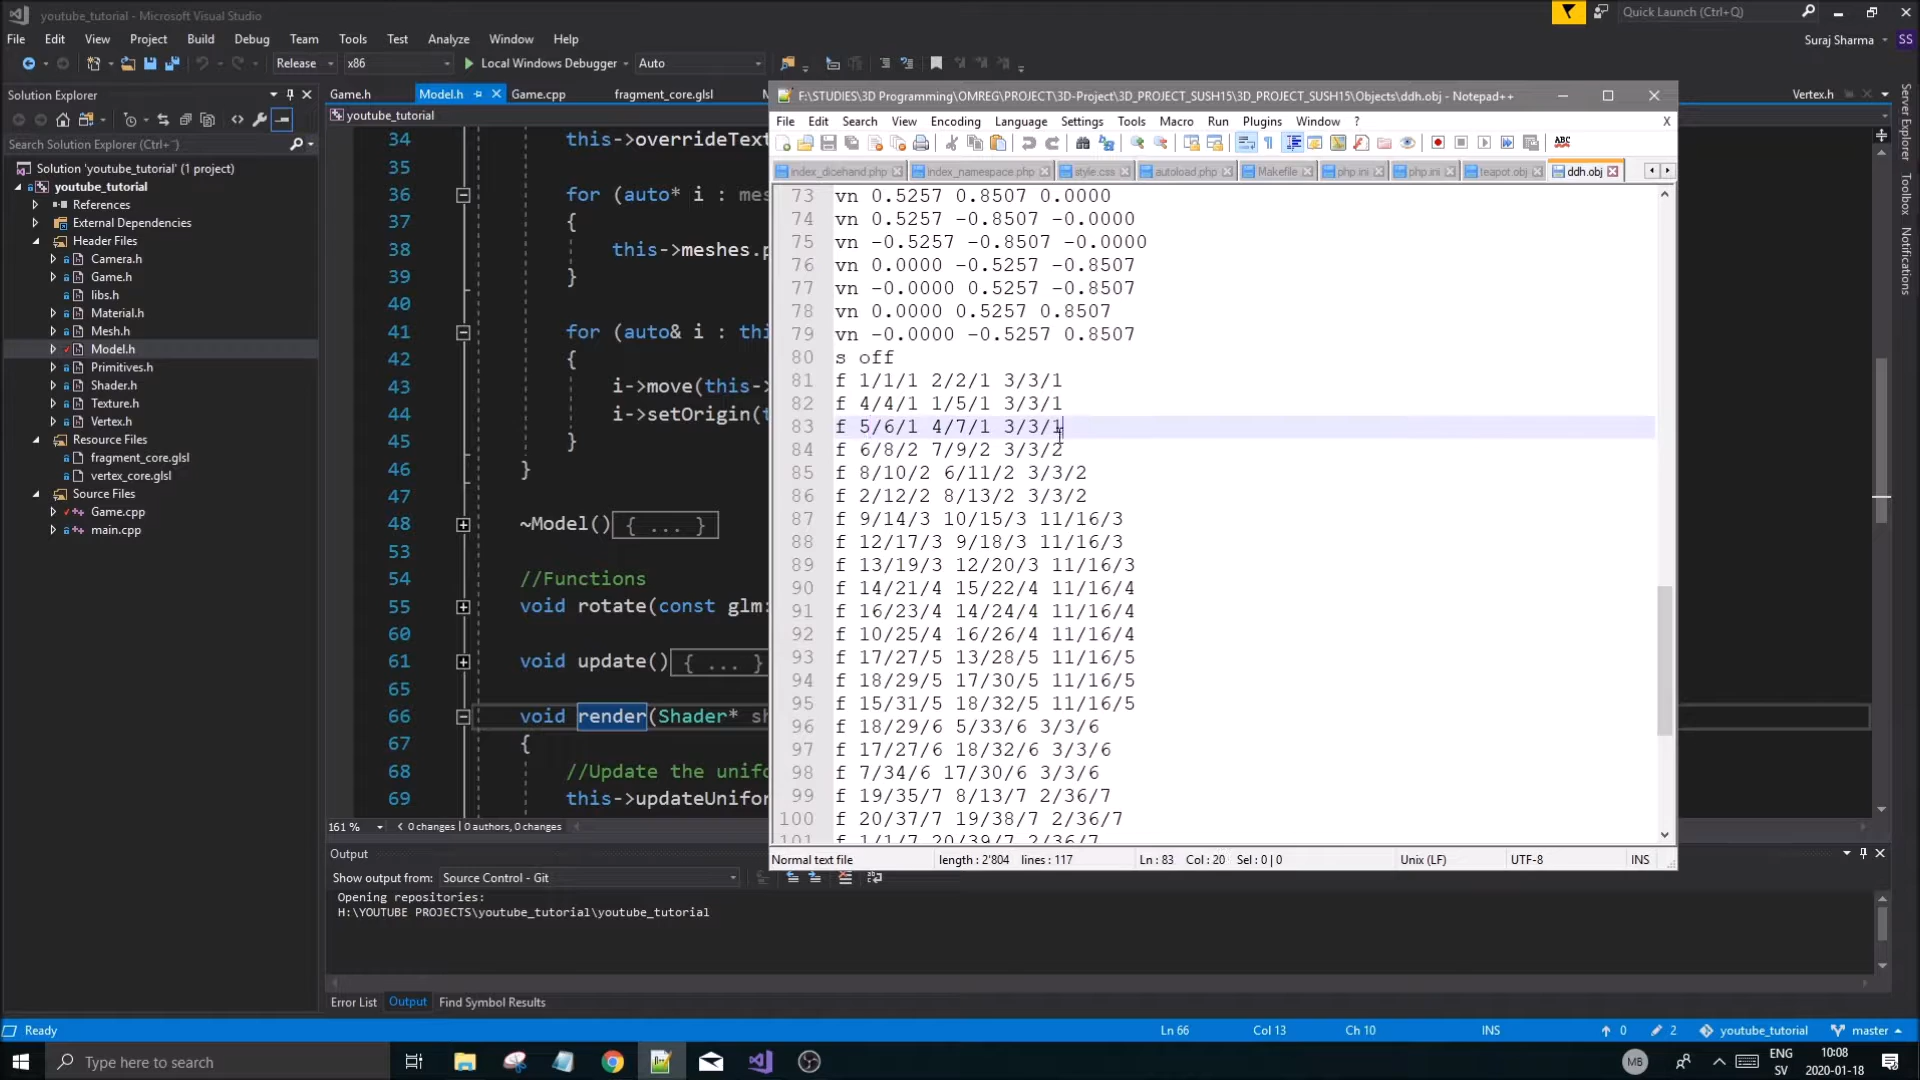 youtube_tutorial - Microsoft Visual Studio
Quick Launch (Ctrl+Q)
File Edit View Project Build Debug Team Tools Test Analyze Window Help
Suraj Sharma SS
Release x86 Local Windows Debugger Auto
Solution Explorer
Search Solution Explorer (Ctrl+¨)
Solution 'youtube_tutorial' (1 project)
youtube_tutorial
References
External Dependencies
Header Files
Camera.h
Game.h
libs.h
Material.h
Mesh.h
Model.h
Primitives.h
Shader.h
Texture.h
Vertex.h
Resource Files
fragment_core.glsl
vertex_core.glsl
Source Files
Game.cpp
main.cpp
Game.h Model.h Game.cpp fragment_core.glsl
Vertex.h
youtube_tutorial
34 this->overrideText
35
36 for (auto* i : mes
37 {
38 this->meshes.p
39 }
40
41 for (auto& i : thi
42 {
43 i->move(this->
44 i->setOrigin(t
45 }
46 }
47
48 ~Model() { ... }
53
54 //Functions
55 void rotate(const glm:
60
61 void update() { ... }
65
66 void render(Shader* sh
67 {
68 //Update the unifo
69 this->updateUnifor
161 % 0 changes | 0 authors, 0 changes
F:\STUDIES\3D Programming\OMREG\PROJECT\3D-Project\3D_PROJECT_SUSH15\3D_PROJECT_SUSH15\Objects\ddh.obj - Notepad++
File Edit Search View Encoding Language Settings Tools Macro Run Plugins Window ? X
index_dicehand.php index_namespace.php style.css autoload.php Makefile php.ini php.ini teapot.obj ddh.obj
73 vn 0.5257 0.8507 0.0000
74 vn 0.5257 -0.8507 -0.0000
75 vn -0.5257 -0.8507 -0.0000
76 vn 0.0000 -0.5257 -0.8507
77 vn -0.0000 0.5257 -0.8507
78 vn 0.0000 0.5257 0.8507
79 vn -0.0000 -0.5257 0.8507
80 s off
81 f 1/1/1 2/2/1 3/3/1
82 f 4/4/1 1/5/1 3/3/1
83 f 5/6/1 4/7/1 3/3/1
84 f 6/8/2 7/9/2 3/3/2
85 f 8/10/2 6/11/2 3/3/2
86 f 2/12/2 8/13/2 3/3/2
87 f 9/14/3 10/15/3 11/16/3
88 f 12/17/3 9/18/3 11/16/3
89 f 13/19/3 12/20/3 11/16/3
90 f 14/21/4 15/22/4 11/16/4
91 f 16/23/4 14/24/4 11/16/4
92 f 10/25/4 16/26/4 11/16/4
93 f 17/27/5 13/28/5 11/16/5
94 f 18/29/5 17/30/5 11/16/5
95 f 15/31/5 18/32/5 11/16/5
96 f 18/29/6 5/33/6 3/3/6
97 f 17/27/6 18/32/6 3/3/6
98 f 7/34/6 17/30/6 3/3/6
99 f 19/35/7 8/13/7 2/36/7
100 f 20/37/7 19/38/7 2/36/7
101 f 1/1/7 20/39/7 2/36/7
Normal text file length : 2'804 lines : 117 Ln : 83 Col : 20 Sel : 0 | 0 Unix (LF) UTF-8 INS
Server Explorer
Toolbox
Notifications
Output
Show output from: Source Control - Git
Opening repositories:
H:\YOUTUBE PROJECTS\youtube_tutorial\youtube_tutorial
Error List Output Find Symbol Results
Ready Ln 66 Col 13 Ch 10 INS 0 2 youtube_tutorial master
Type here to search
MB
ENG
SV
10:08
2020-01-18